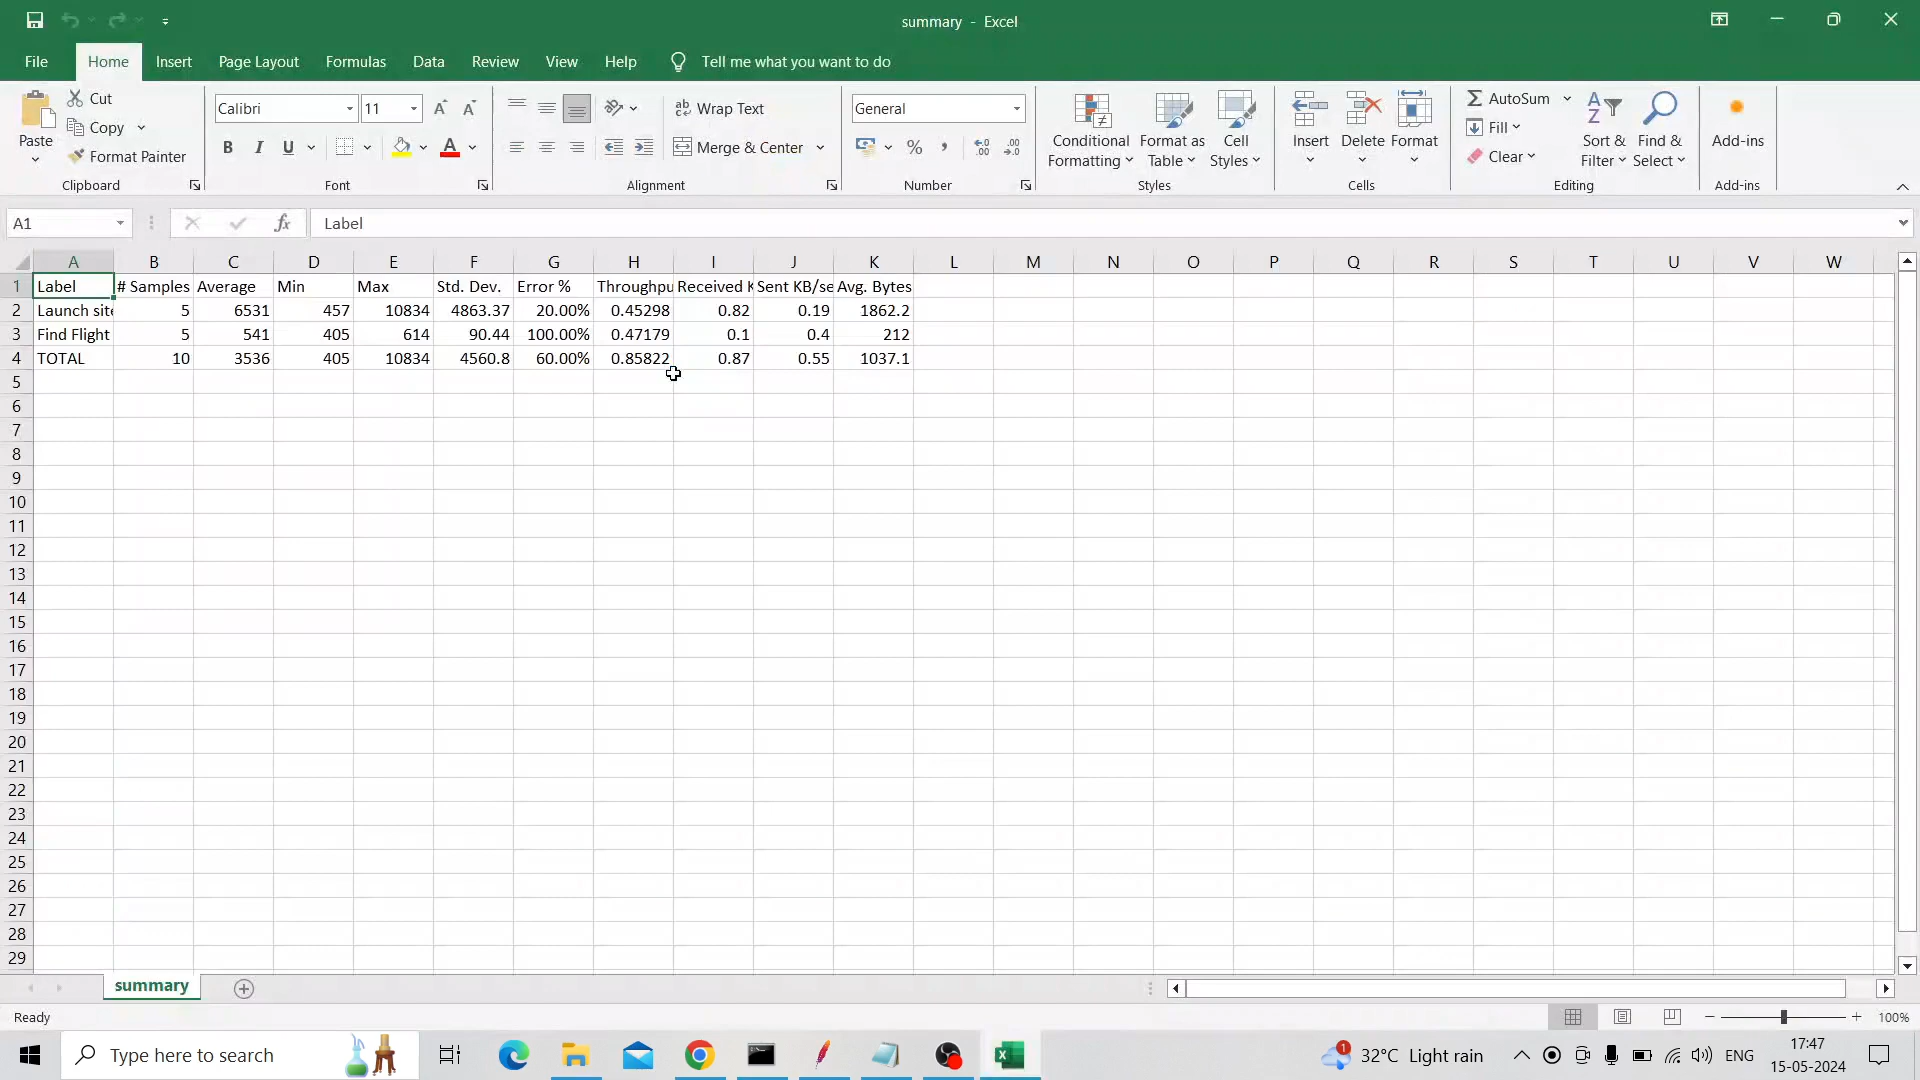 summary - Excel
File Home Insert Page Layout Formulas Data Review View Help Tell me what you want to do
Paste
Cut
Copy
Format Painter
Clipboard
Calibri 11
B I U
Font
Wrap Text
Merge & Center
Alignment
General
Number
Conditional Formatting
Format as Table
Cell Styles
Styles
Insert Delete Format
Cells
AutoSum
Fill
Clear
Sort & Filter
Find & Select
Editing
Add-ins
Add-ins
A1 fx Label
A B C D E F G H I J K L M N O P Q R S T U V W
1 Label # Samples Average Min Max Std. Dev. Error % Throughpu Received K Sent KB/se Avg. Bytes
2 Launch site 5 6531 457 10834 4863.37 20.00% 0.45298 0.82 0.19 1862.2
3 Find Flight 5 541 405 614 90.44 100.00% 0.47179 0.1 0.4 212
4 TOTAL 10 3536 405 10834 4560.8 60.00% 0.85822 0.87 0.55 1037.1
5
6
7
8
9
10
11
12
13
14
15
16
17
18
19
20
21
22
23
24
25
26
27
28
29
summary
Ready 100%
Type here to search 1 32°C Light rain ENG 17:47
15-05-2024